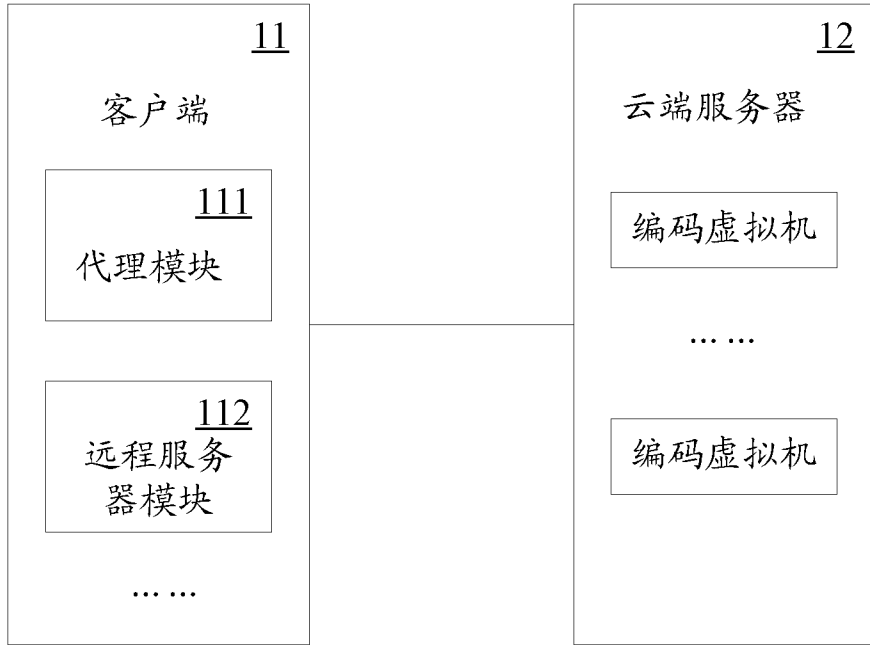 11
客户端
111
代理模块
112
远程服务
器模块
... ...
12
云端服务器
编码虚拟机
... ...
编码虚拟机